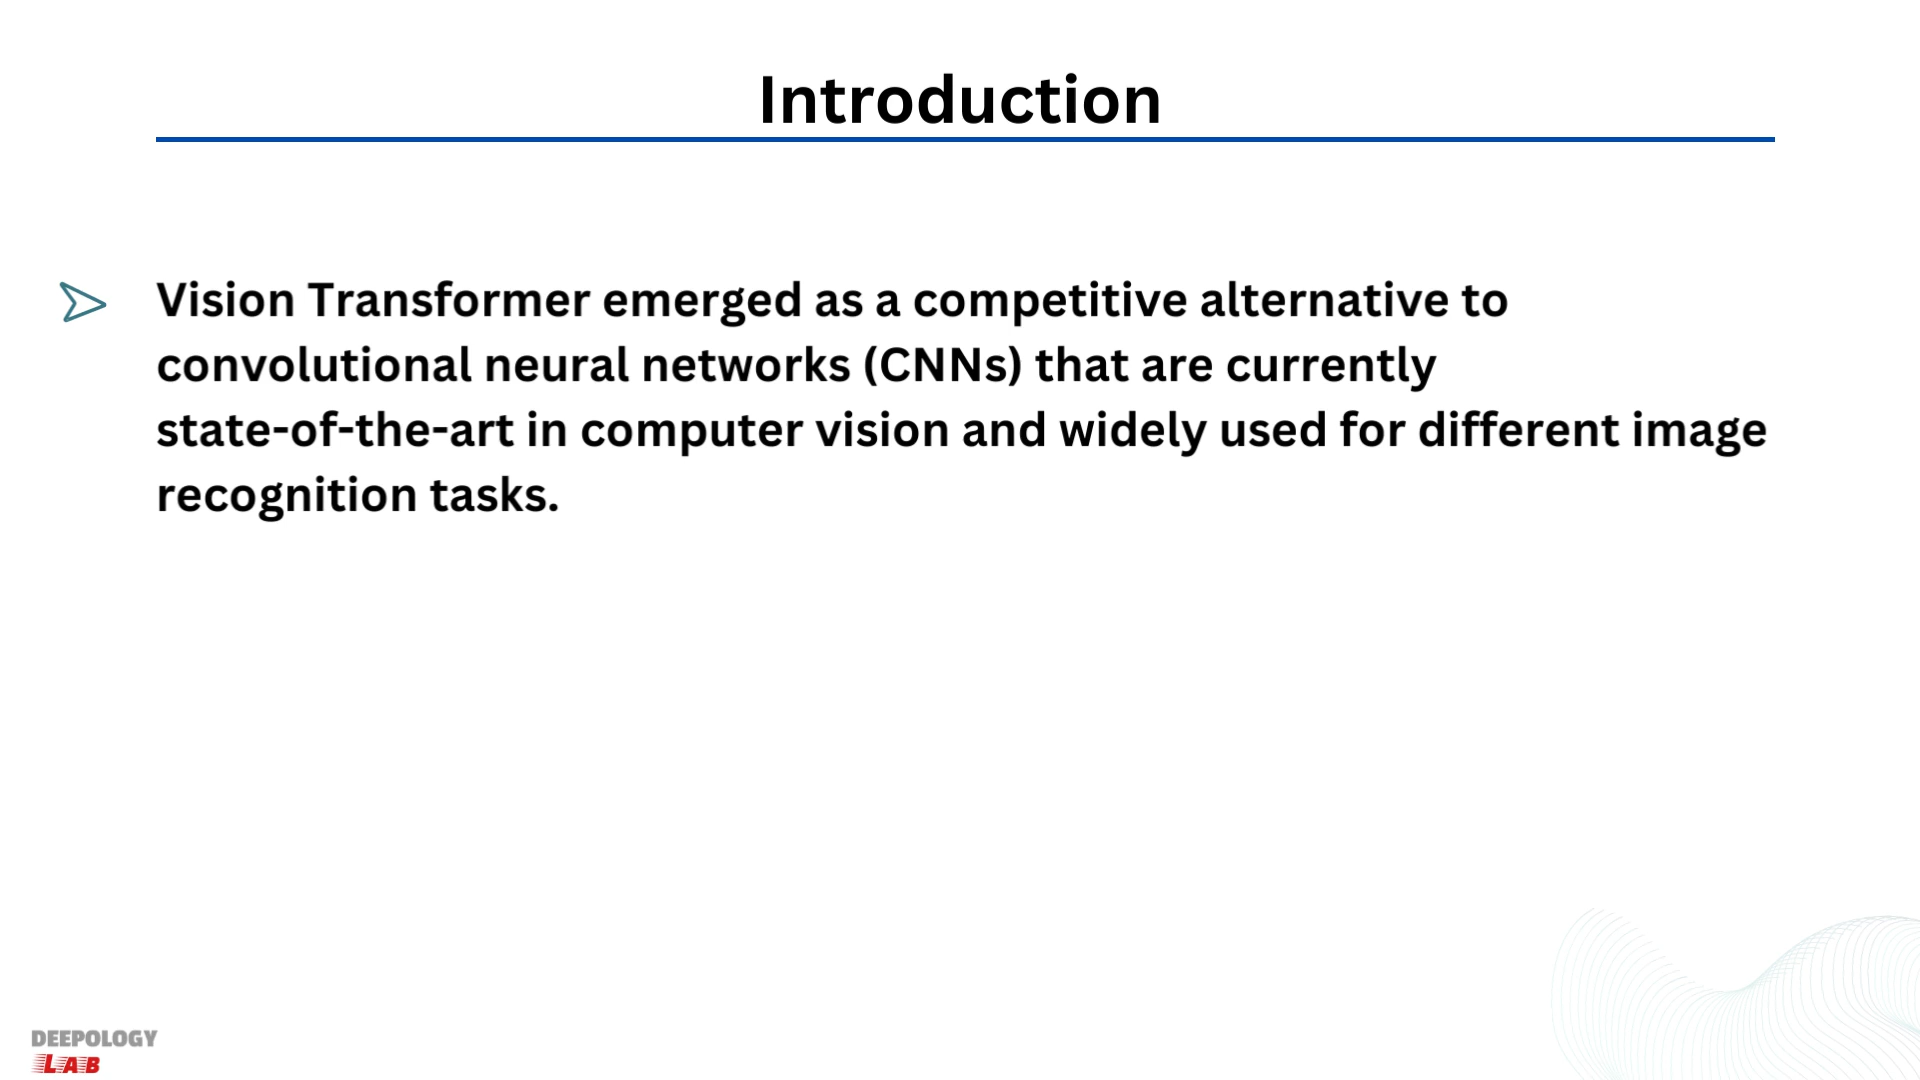 Introduction
Vision Transformer emerged as a competitive alternative to
convolutional neural networks (CNNs) that are currently
state-of-the-art in computer vision and widely used for different image
recognition tasks.
DEEPOLOGY
LAB